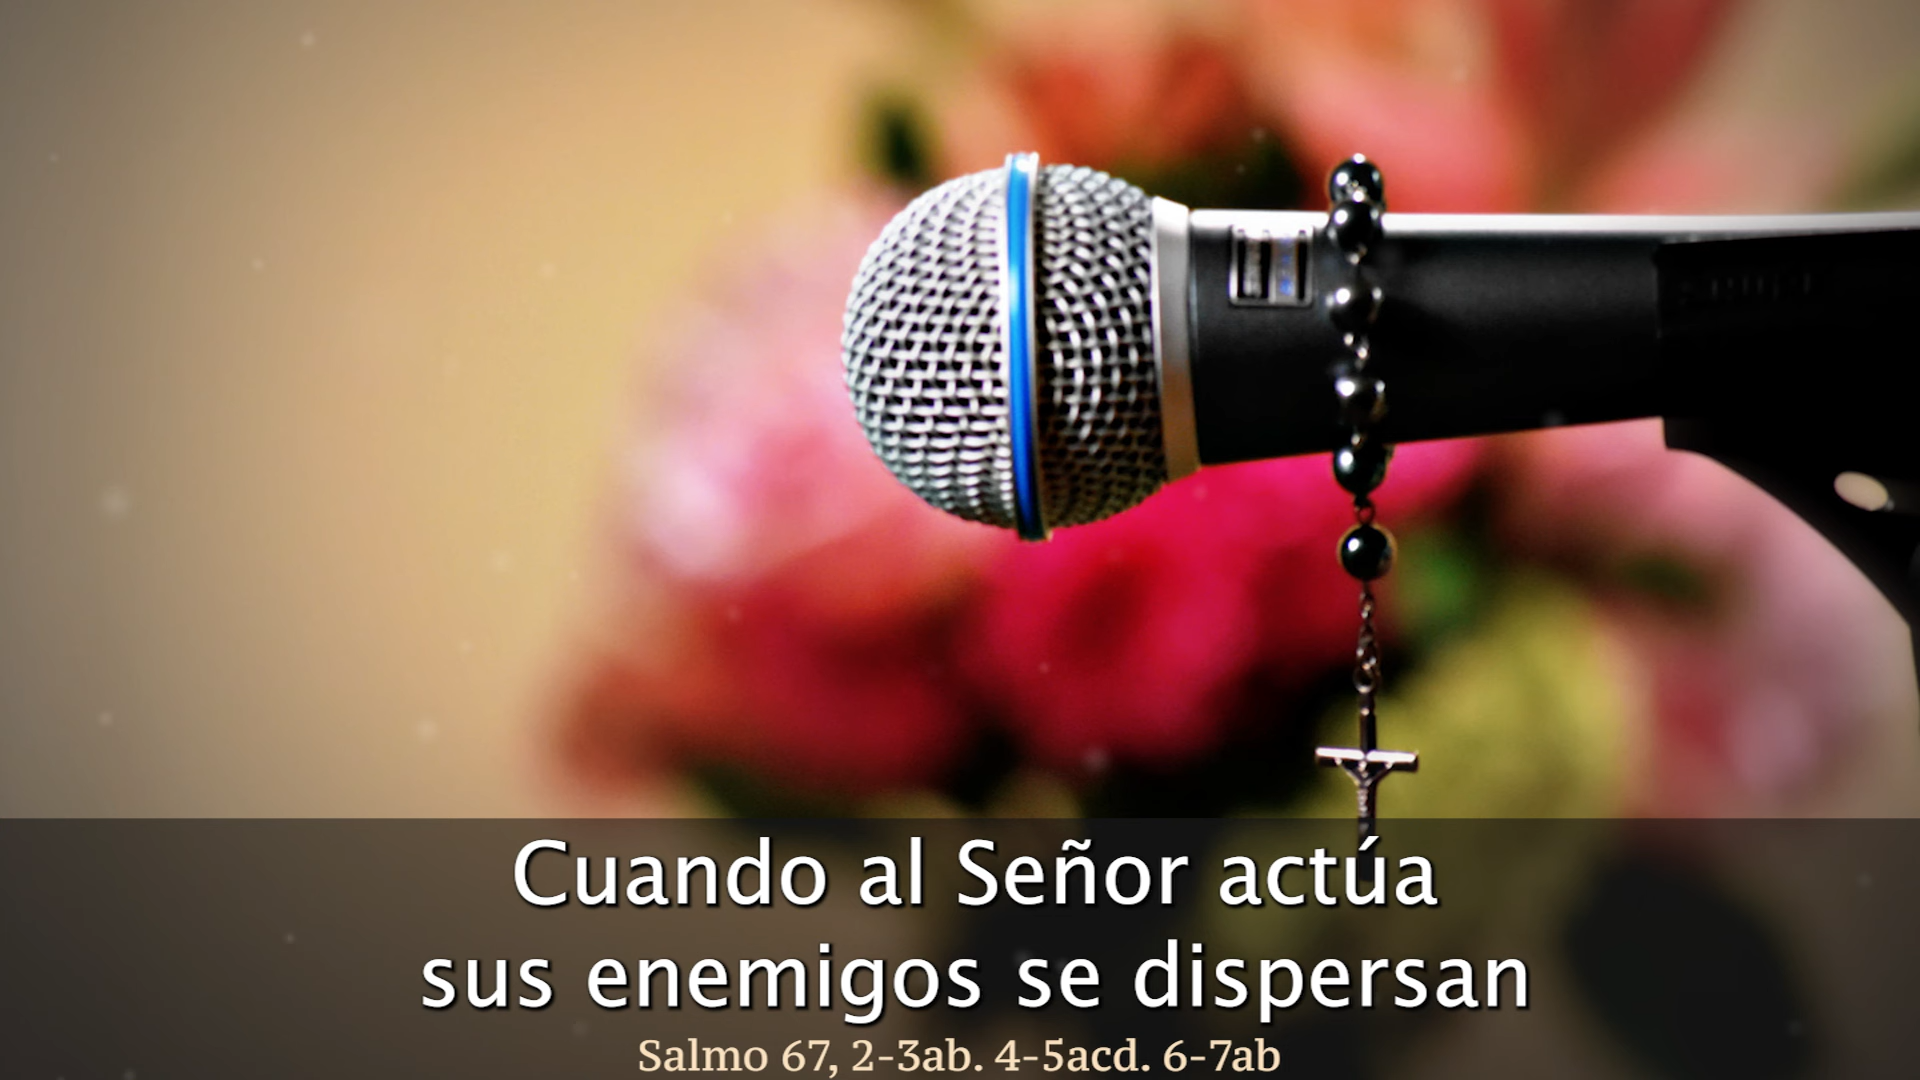 Cuando al Señor actúa
sus enemigos se dispersan
Salmo 67, 2-3ab. 4-5acd. 6-7ab